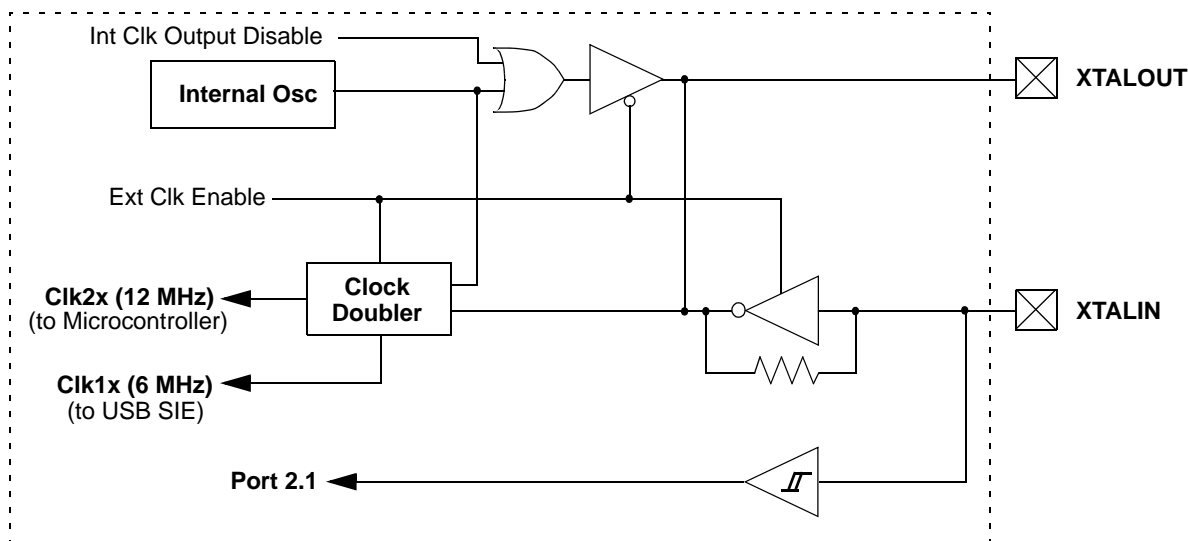 Int Clk Output Disable
Internal Osc
XTALOUT
Ext Clk Enable
Clock
Doubler
Clk2x (12 MHz)
(to Microcontroller)
XTALIN
Clk1x (6 MHz)
(to USB SIE)
Port 2.1